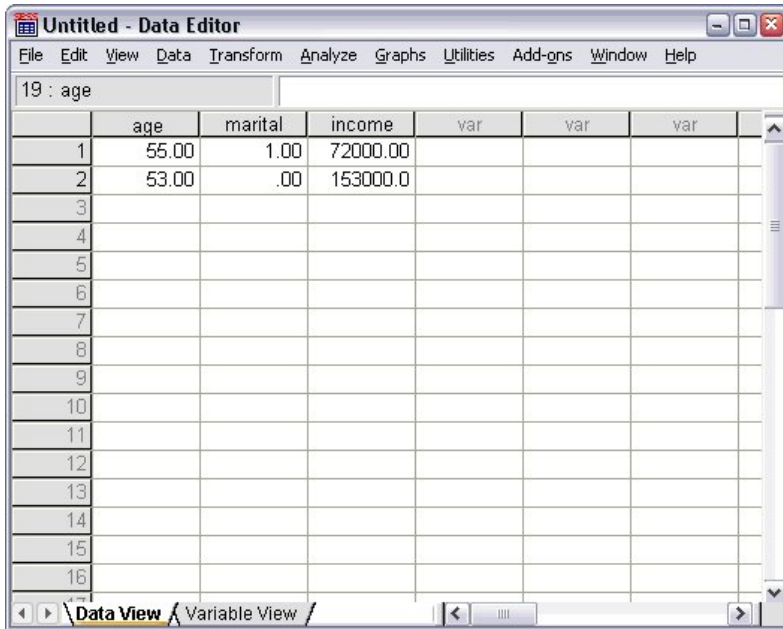 Untitled - Data Editor
File Edit View Data Transform Analyze Graphs Utilities Add-ons Window Help
19 : age
age marital income var var var
1 55.00 1.00 72000.00
2 53.00 .00 153000.0
3
4
5
6
7
8
9
10
11
12
13
14
15
16
Data View Variable View